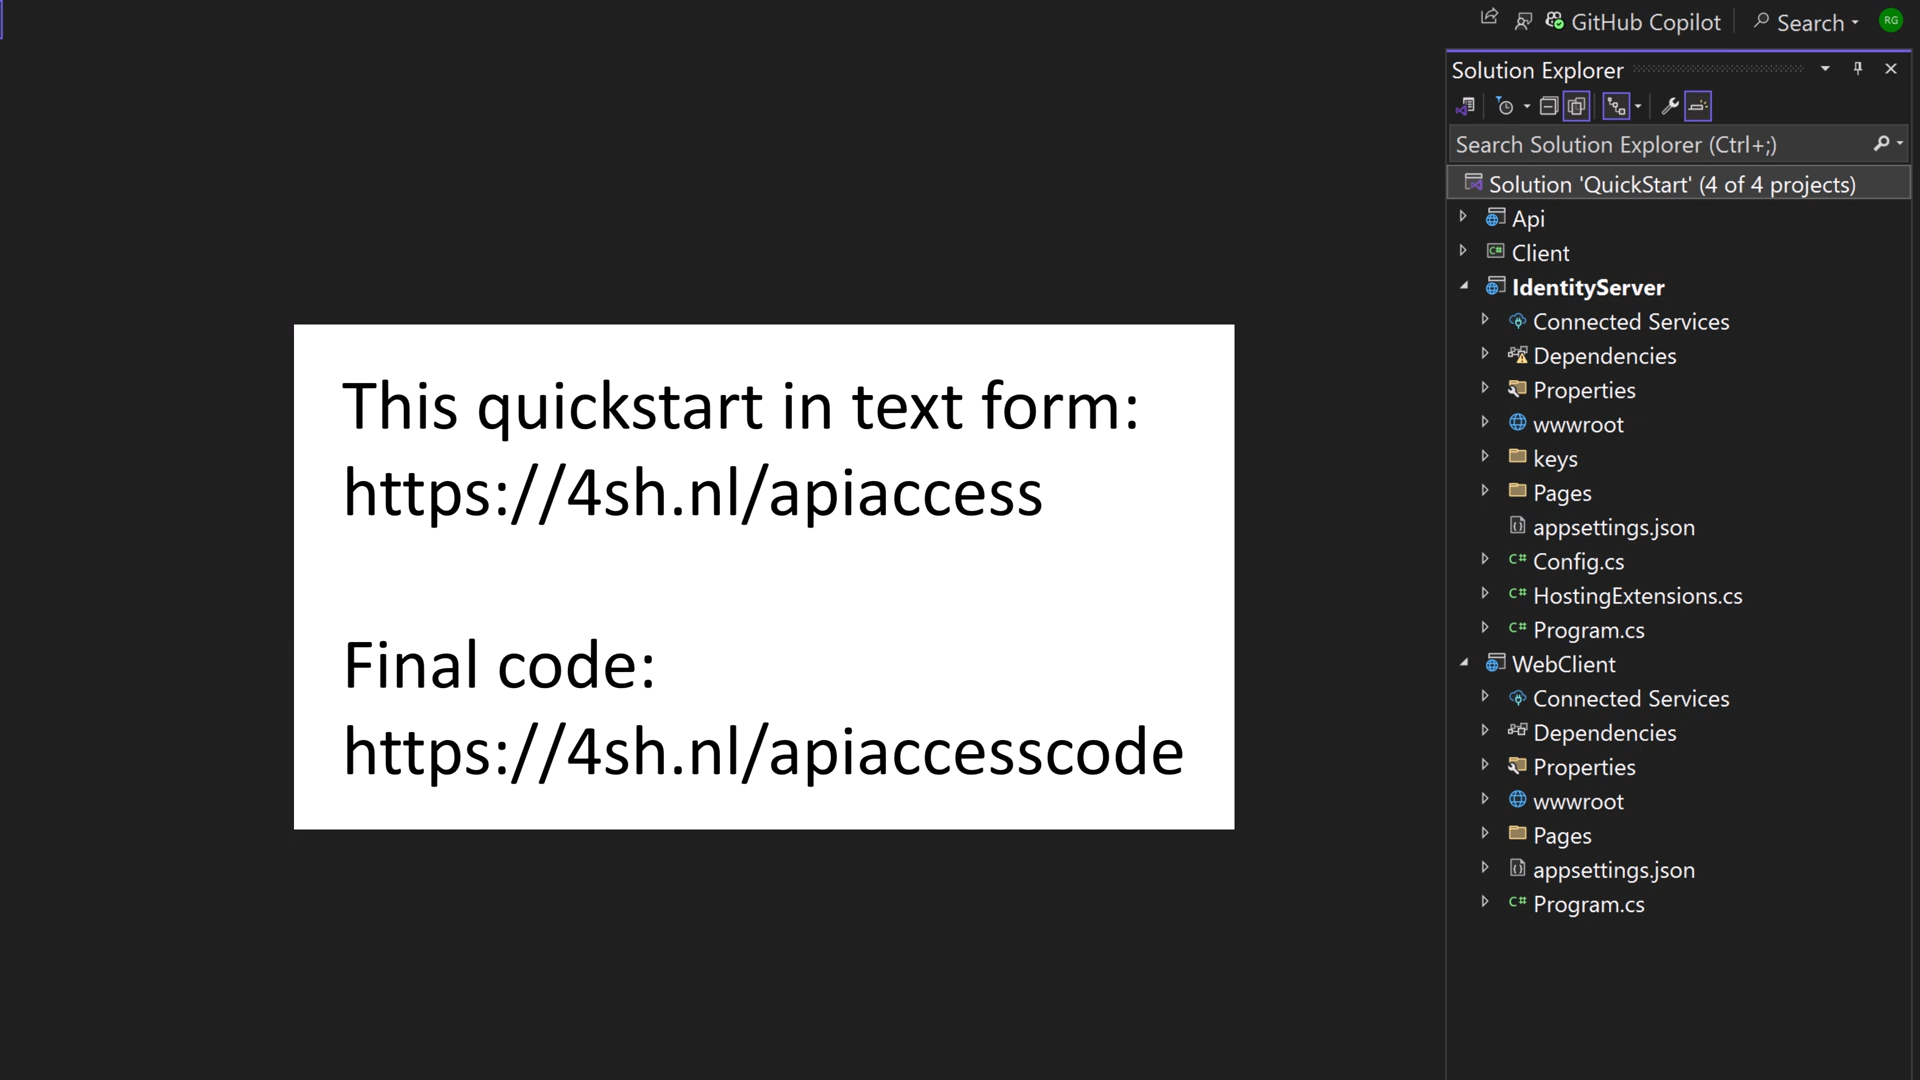 GitHub Copilot
Search
RG
Solution Explorer
Search Solution Explorer (Ctrl+;)
Solution 'QuickStart' (4 of 4 projects)
Api
C# Client
IdentityServer
Connected Services
Dependencies
Properties
wwwroot
keys
Pages
appsettings.json
C# Config.cs
C# HostingExtensions.cs
C# Program.cs
WebClient
Connected Services
Dependencies
Properties
wwwroot
Pages
appsettings.json
C# Program.cs
This quickstart in text form:
https://4sh.nl/apiaccess
Final code:
https://4sh.nl/apiaccesscode